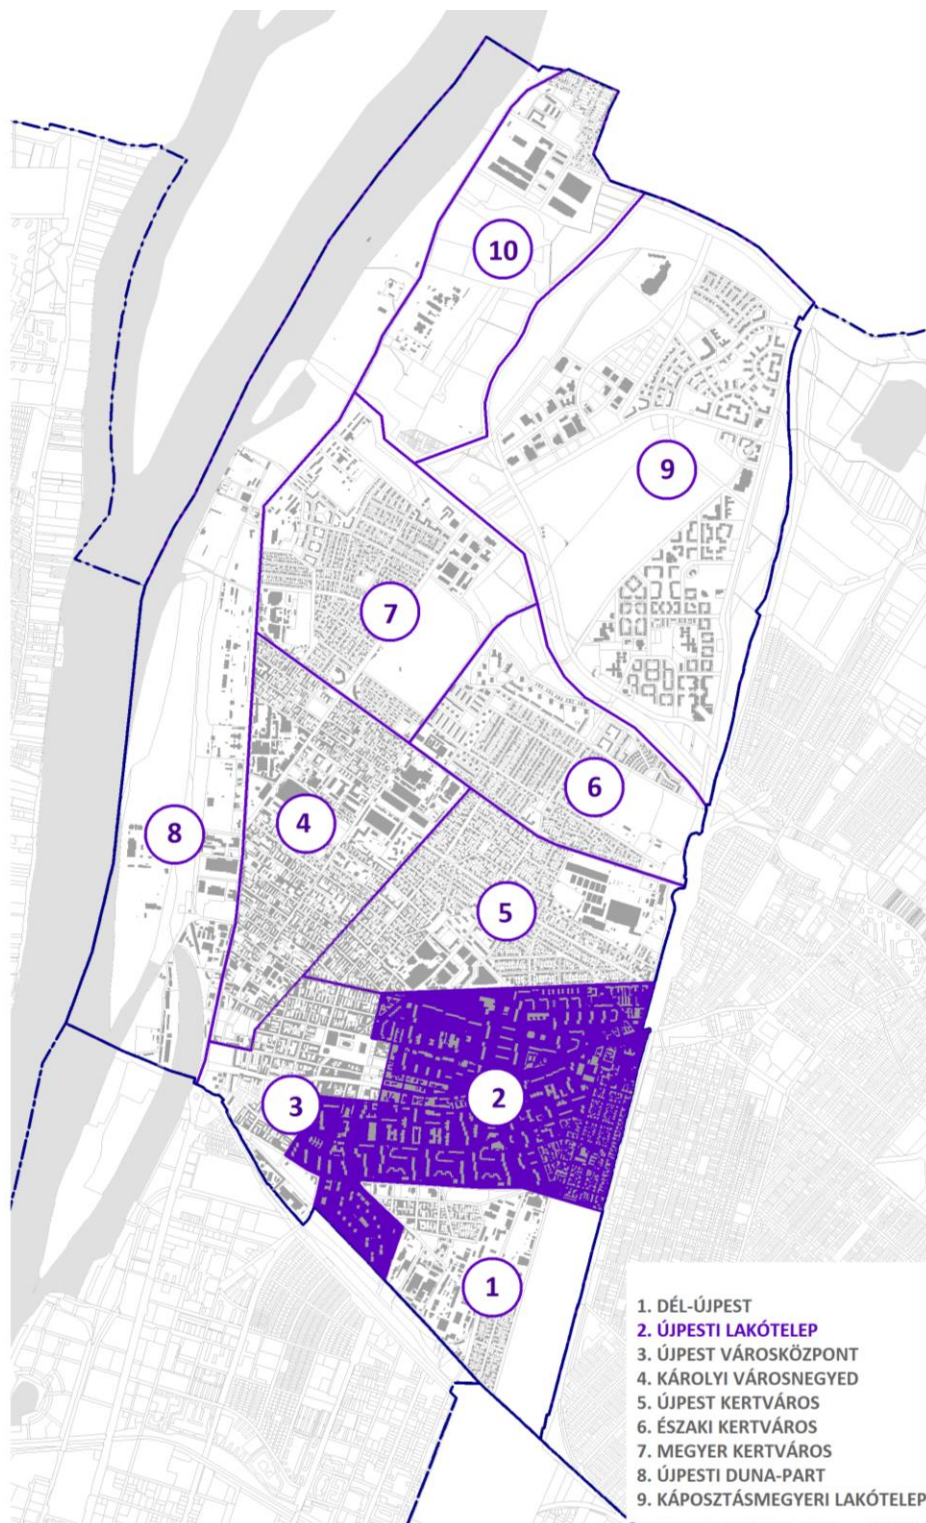 10
9
7
6
4
8
5
2
3
1
1. DÉL-ÚJPEST
2. ÚJPESTI LAKÓTELEP
3. ÚJPEST VÁROSKÖZPONT
4. KÁROLYI VÁROSNEGYED
5. ÚJPEST KERTVÁROS
6. ÉSZAKI KERTVÁROS
7. MEGYER KERTVÁROS
8. ÚJPESTI DUNA-PART
9. KÁPOSZTÁSMEGYERI LAKÓTELEP